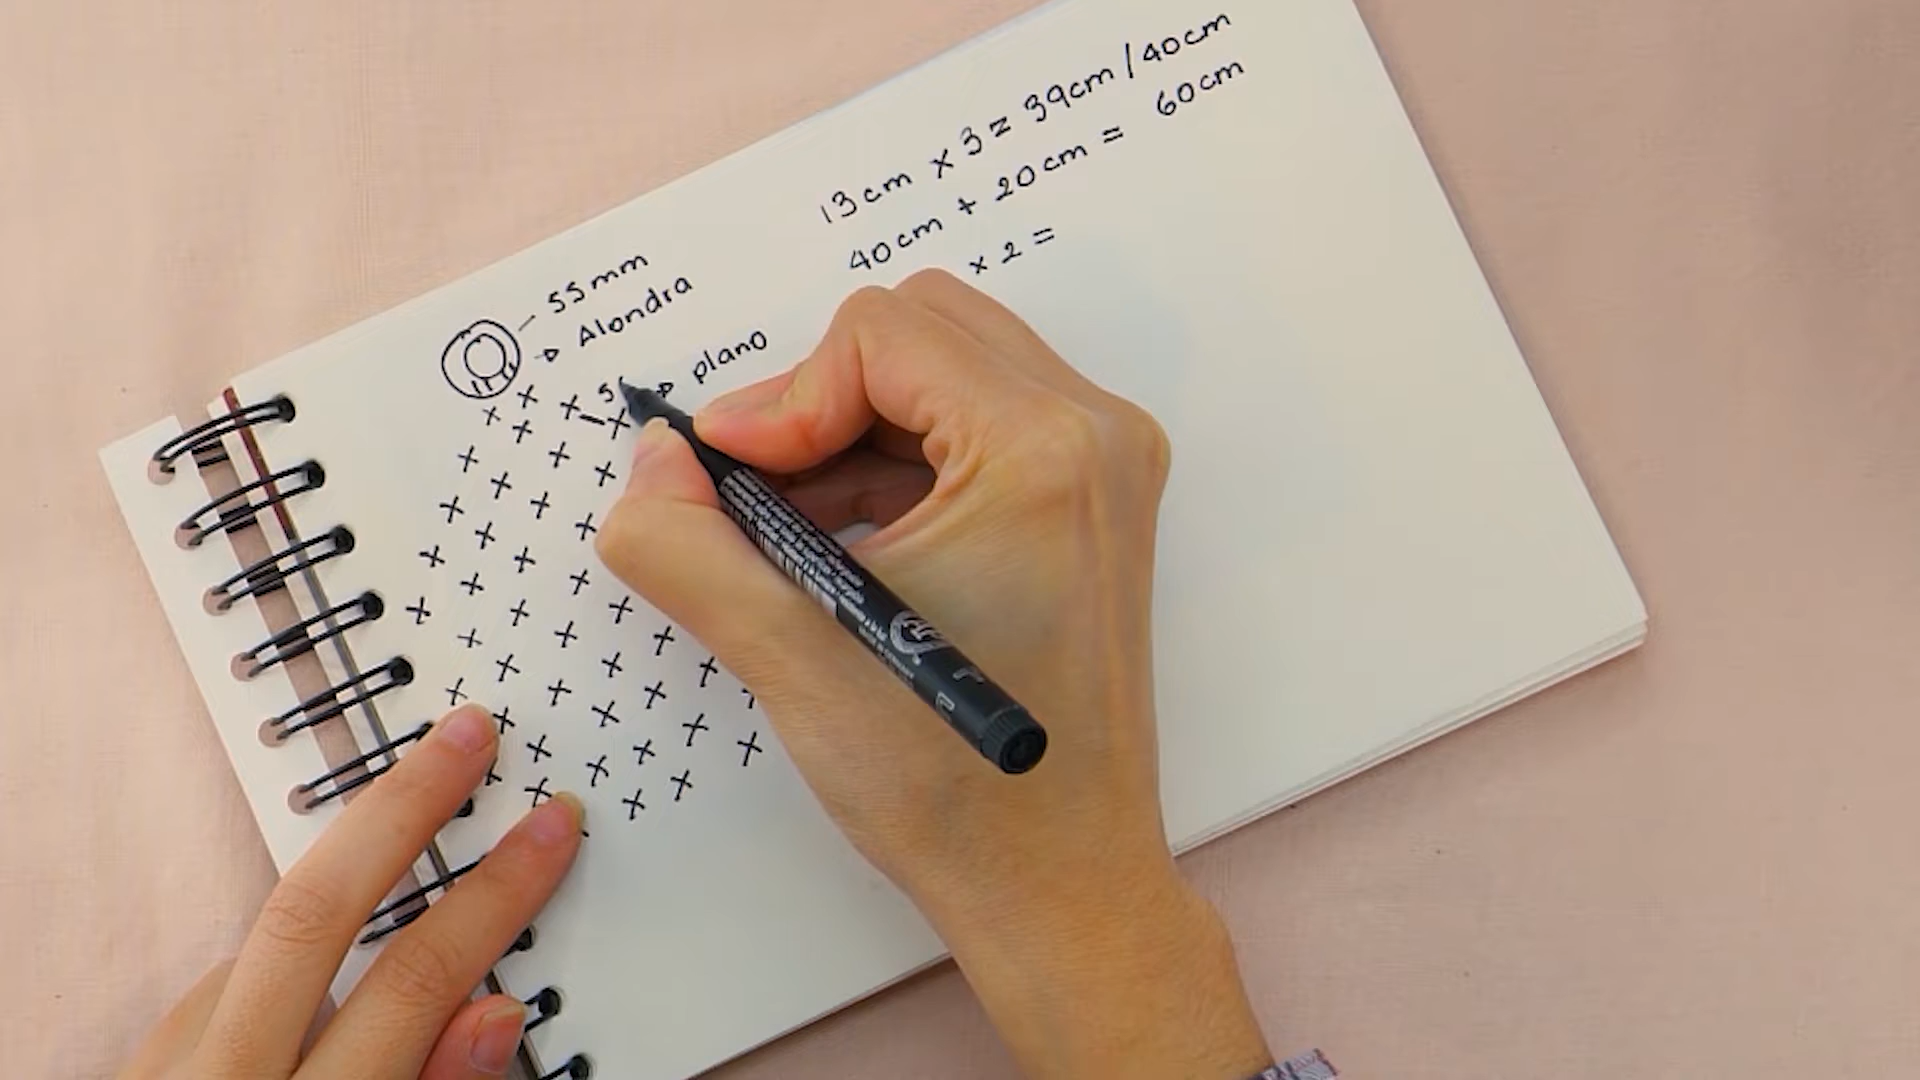 13cm x 3 = 39cm / 40cm
40cm + 20cm = 60cm
x 2 =
55mm
Alondra
plano